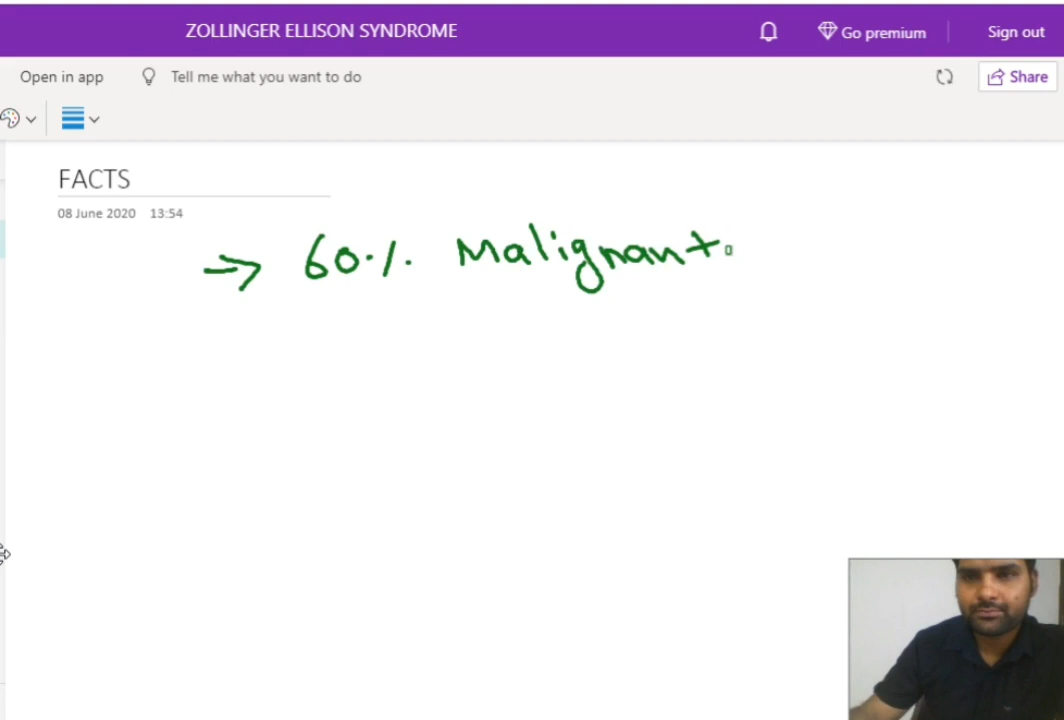 ZOLLINGER ELLISON SYNDROME
Go premium
Sign out
Open in app
Tell me what you want to do
Share
FACTS
08 June 2020 13:54
→ 60% Malignant.